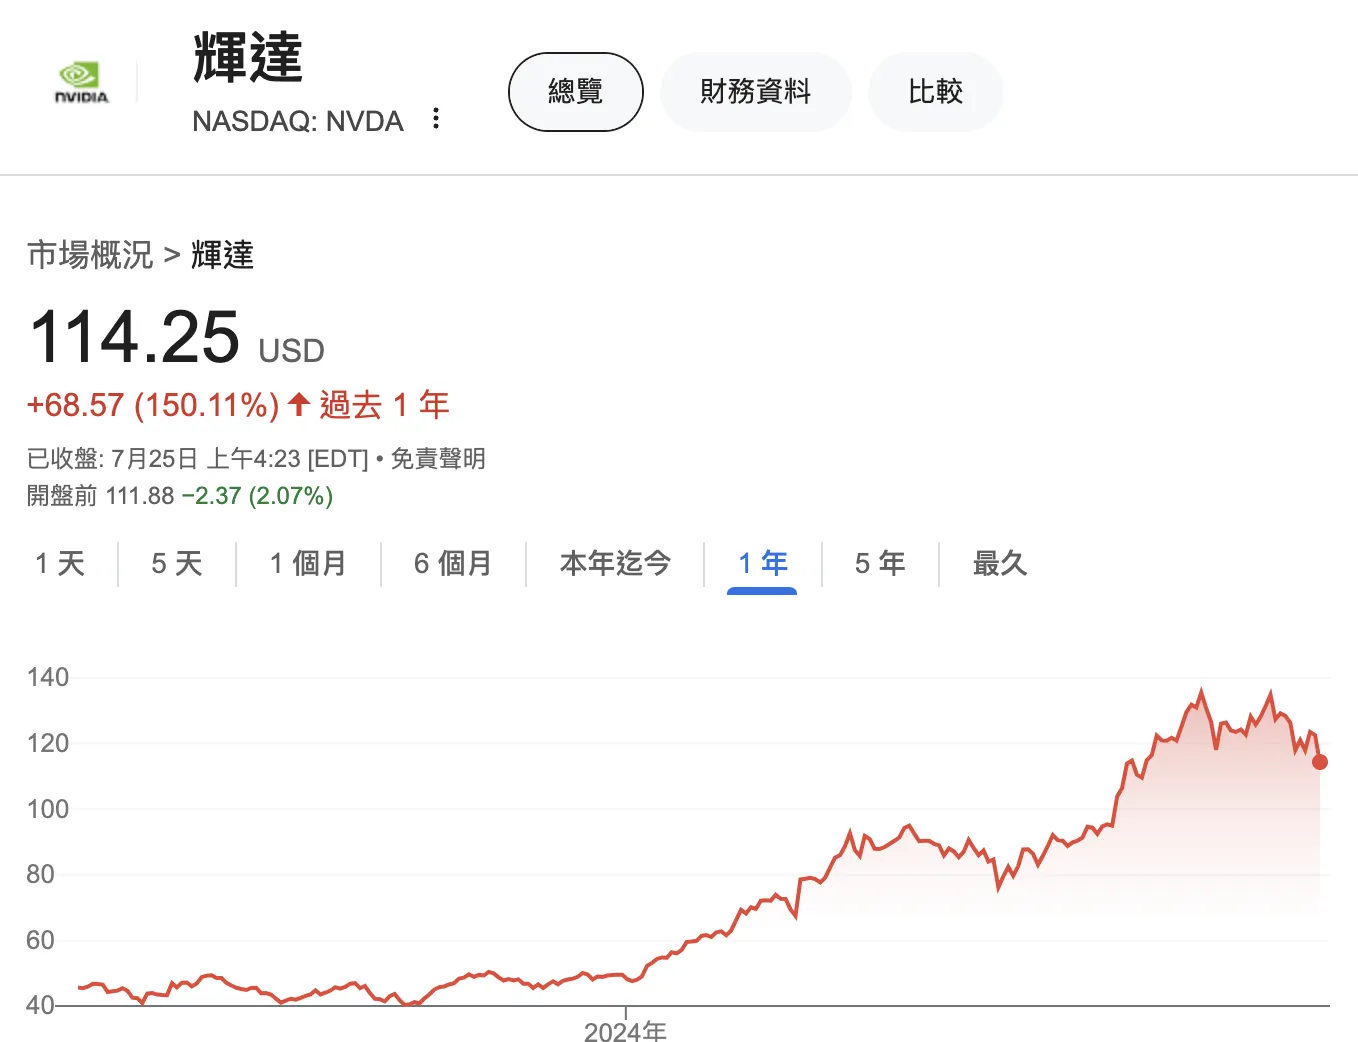 NVIDIA
輝達
NASDAQ: NVDA
總覽
財務資料
比較
市場概況 > 輝達
114.25 USD
+68.57 (150.11%) 過去 1 年
已收盤: 7月25日 上午4:23 [EDT] • 免責聲明
開盤前 111.88 −2.37 (2.07%)
1 天
5 天
1 個月
6 個月
本年迄今
1 年
5 年
最久
140
120
100
80
60
40
2024年